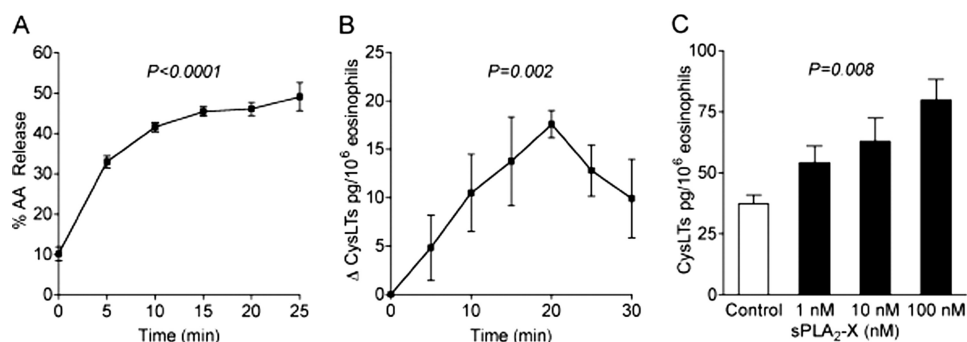 A
P<0.0001
% AA Release
60
50
40
30
20
10
0
0 5 10 15 20 25
Time (min)
B
P=0.002
Δ CysLTs pg/10⁶ eosinophils
25
20
15
10
5
0
0 10 20 30
Time (min)
C
P=0.008
CysLTs pg/10⁶ eosinophils
100
75
50
25
0
Control 1 nM 10 nM 100 nM
sPLA₂-X (nM)